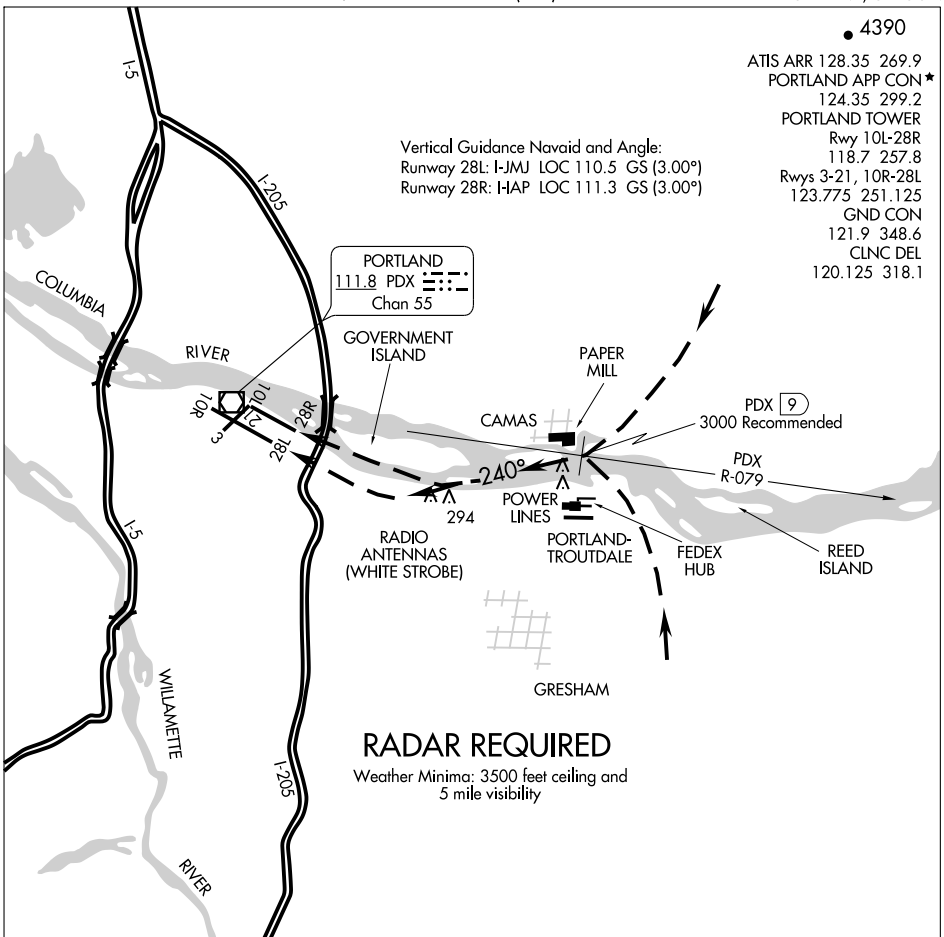 4390
ATIS ARR 128.35 269.9
PORTLAND APP CON★
124.35 299.2
PORTLAND TOWER
Rwy 10L-28R
118.7 257.8
Rwys 3-21, 10R-28L
123.775 251.125
GND CON
121.9 348.6
CLNC DEL
120.125 318.1
Vertical Guidance Navaid and Angle:
Runway 28L: I-JMJ LOC 110.5 GS (3.00°)
Runway 28R: I-IAP LOC 111.3 GS (3.00°)
I-5
I-205
PORTLAND
111.8 PDX
Chan 55
COLUMBIA
RIVER
GOVERNMENT
ISLAND
PAPER
MILL
CAMAS
PDX 9
3000 Recommended
PDX
R-079
10R
10L
21
3
28R
28L
240°
294
RADIO
ANTENNAS
(WHITE STROBE)
POWER
LINES
PORTLAND-
TROUTDALE
FEDEX
HUB
REED
ISLAND
I-5
GRESHAM
WILLAMETTE
RIVER
I-205
RADAR REQUIRED
Weather Minima: 3500 feet ceiling and
5 mile visibility